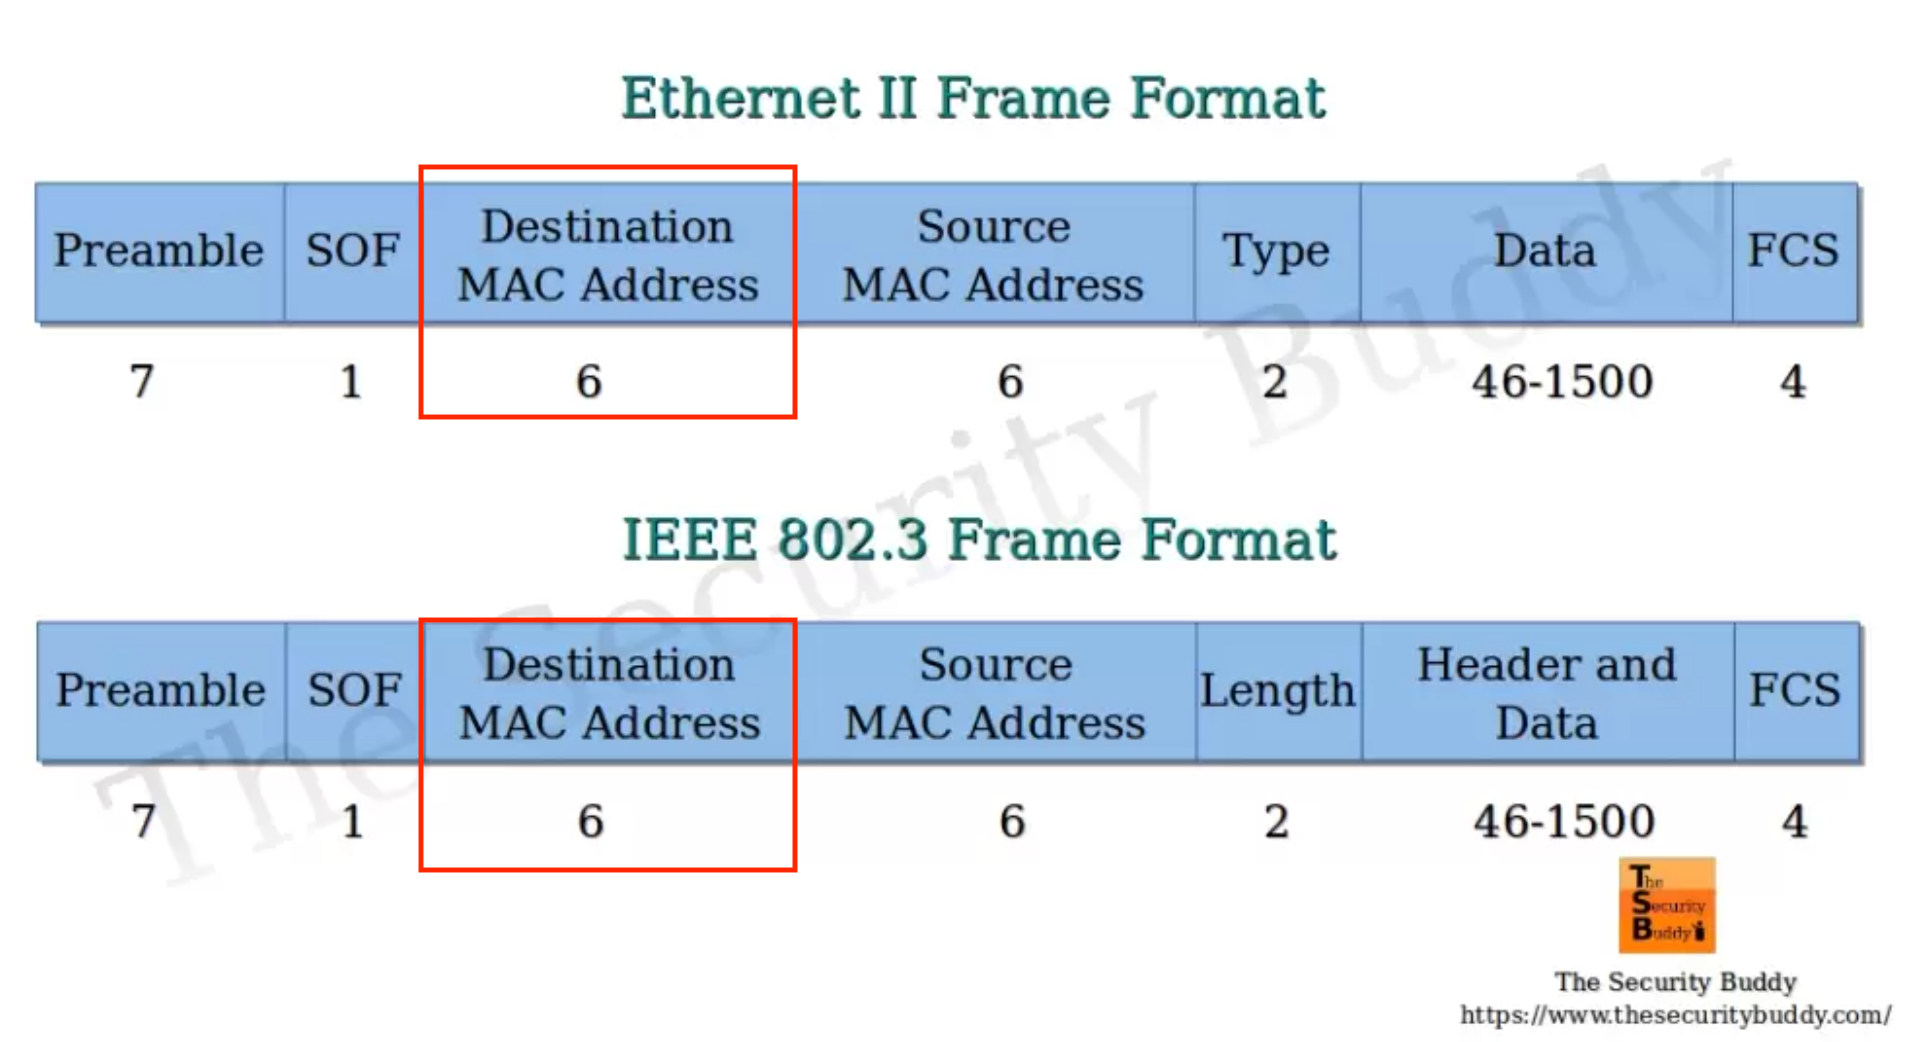 Ethernet II Frame Format
Preamble
SOF
Destination
MAC Address
Source
MAC Address
Type
Data
FCS
7
1
6
6
2
46-1500
4
IEEE 802.3 Frame Format
Preamble
SOF
Destination
MAC Address
Source
MAC Address
Length
Header and
Data
FCS
7
1
6
6
2
46-1500
4
The Security Buddy
The
Security
Buddy
The Security Buddy
https://www.thesecuritybuddy.com/